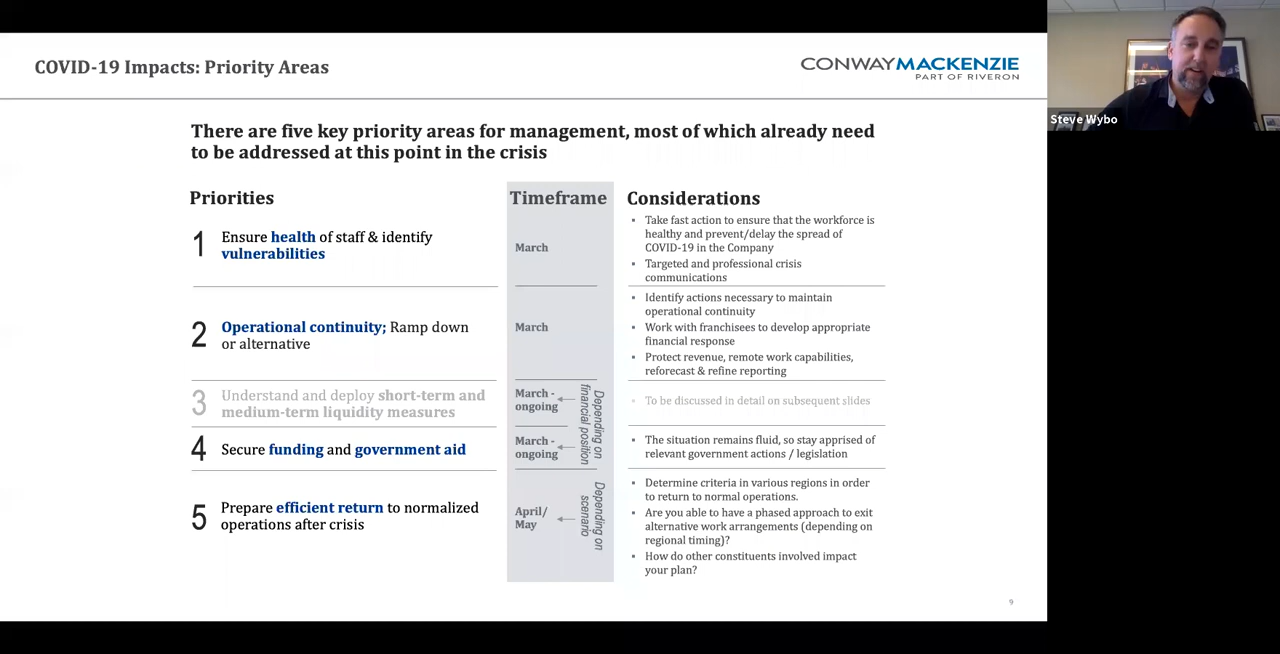 COVID-19 Impacts: Priority Areas
CONWAYMACKENZIE
PART OF RIVERON
Steve Wybo
There are five key priority areas for management, most of which already need
to be addressed at this point in the crisis
Priorities
Timeframe
Considerations
1
Ensure health of staff & identify
vulnerabilities
March
▪ Take fast action to ensure that the workforce is
healthy and prevent/delay the spread of
COVID-19 in the Company
▪ Targeted and professional crisis
communications
2
Operational continuity; Ramp down
or alternative
March
▪ Identify actions necessary to maintain
operational continuity
▪ Work with franchisees to develop appropriate
financial response
▪ Protect revenue, remote work capabilities,
reforecast & refine reporting
3
Understand and deploy short-term and
medium-term liquidity measures
March -
ongoing
Depending on
financial position
▪ To be discussed in detail on subsequent slides
4
Secure funding and government aid
March -
ongoing
▪ The situation remains fluid, so stay apprised of
relevant government actions / legislation
5
Prepare efficient return to normalized
operations after crisis
April/
May
Depending on
scenario
▪ Determine criteria in various regions in order
to return to normal operations.
▪ Are you able to have a phased approach to exit
alternative work arrangements (depending on
regional timing)?
▪ How do other constituents involved impact
your plan?
9